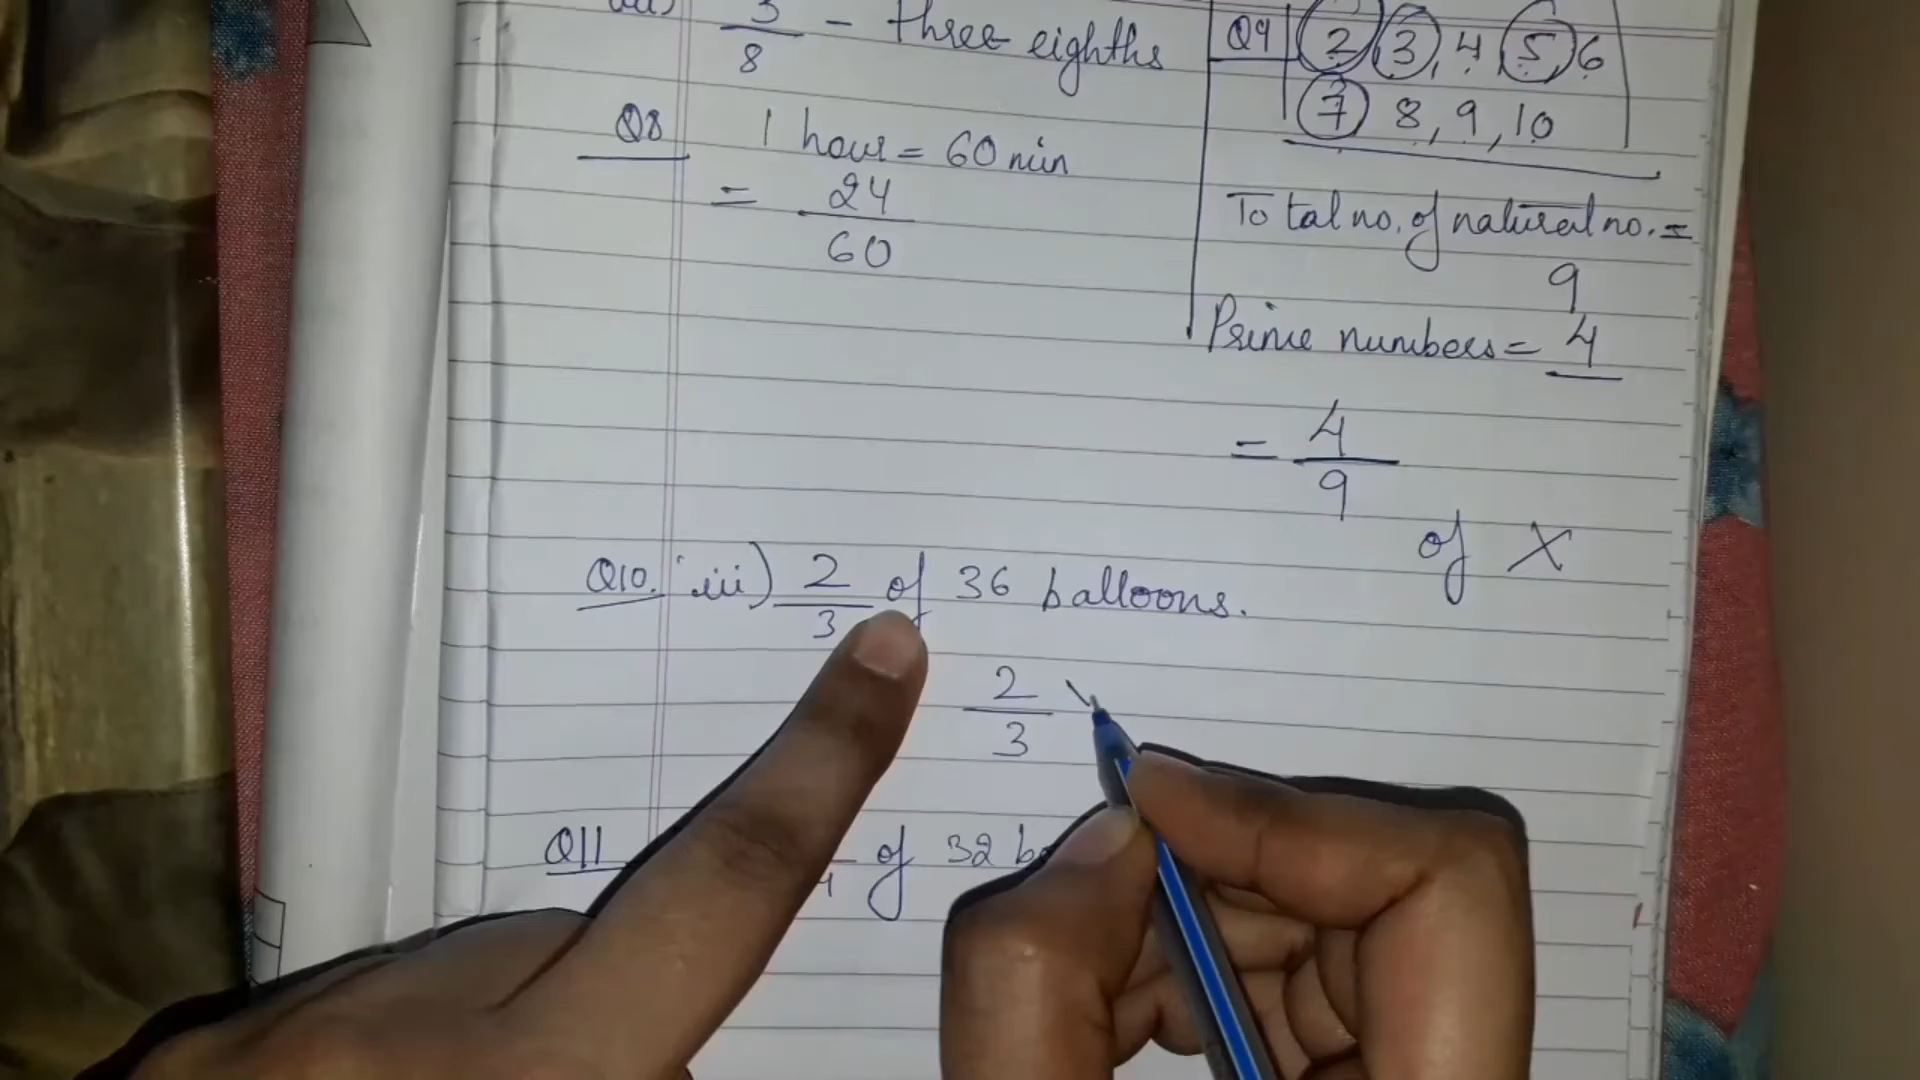 3/8 - three eighths
Q8 1 hour = 60 min
= 24/60
Q9 2 3, 4, 5, 6
7 8, 9, 10
Total no. of natural no. =
9
Prime numbers = 4
= 4/9
of X
Q10. iii) 2/3 of 36 balloons.
2/3
Q11 of 32